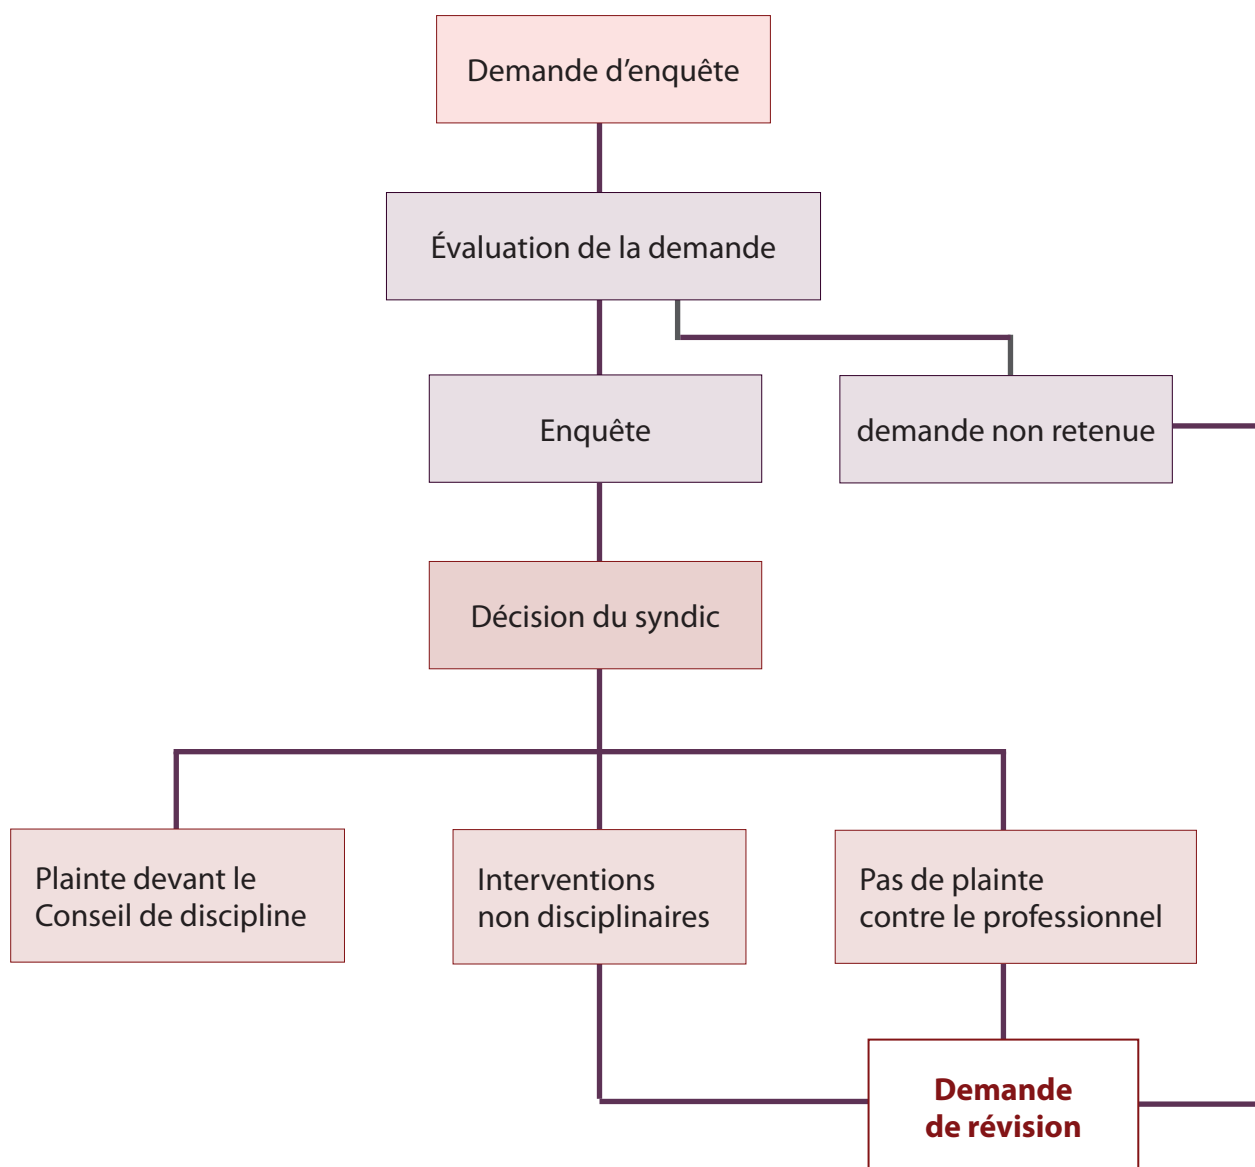 Demande d'enquête
Évaluation de la demande
Enquête
demande non retenue
Décision du syndic
Plainte devant le
Conseil de discipline
Interventions
non disciplinaires
Pas de plainte
contre le professionnel
Demande
de révision